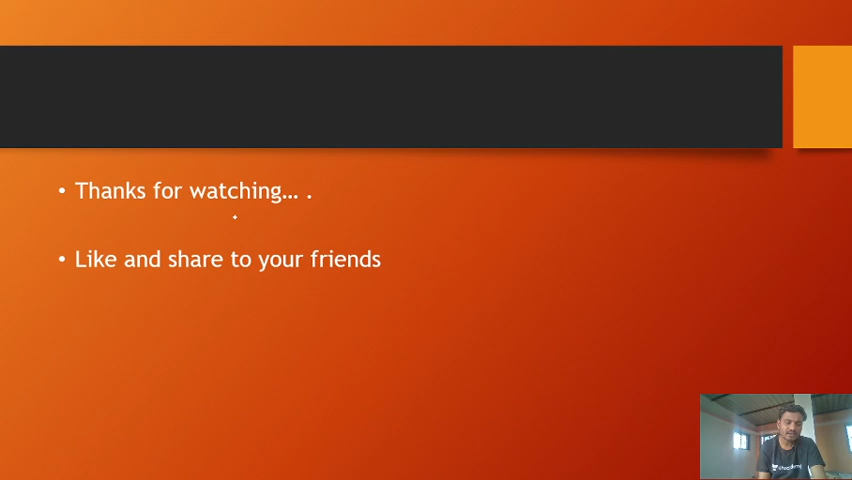 • Thanks for watching… .
• Like and share to your friends